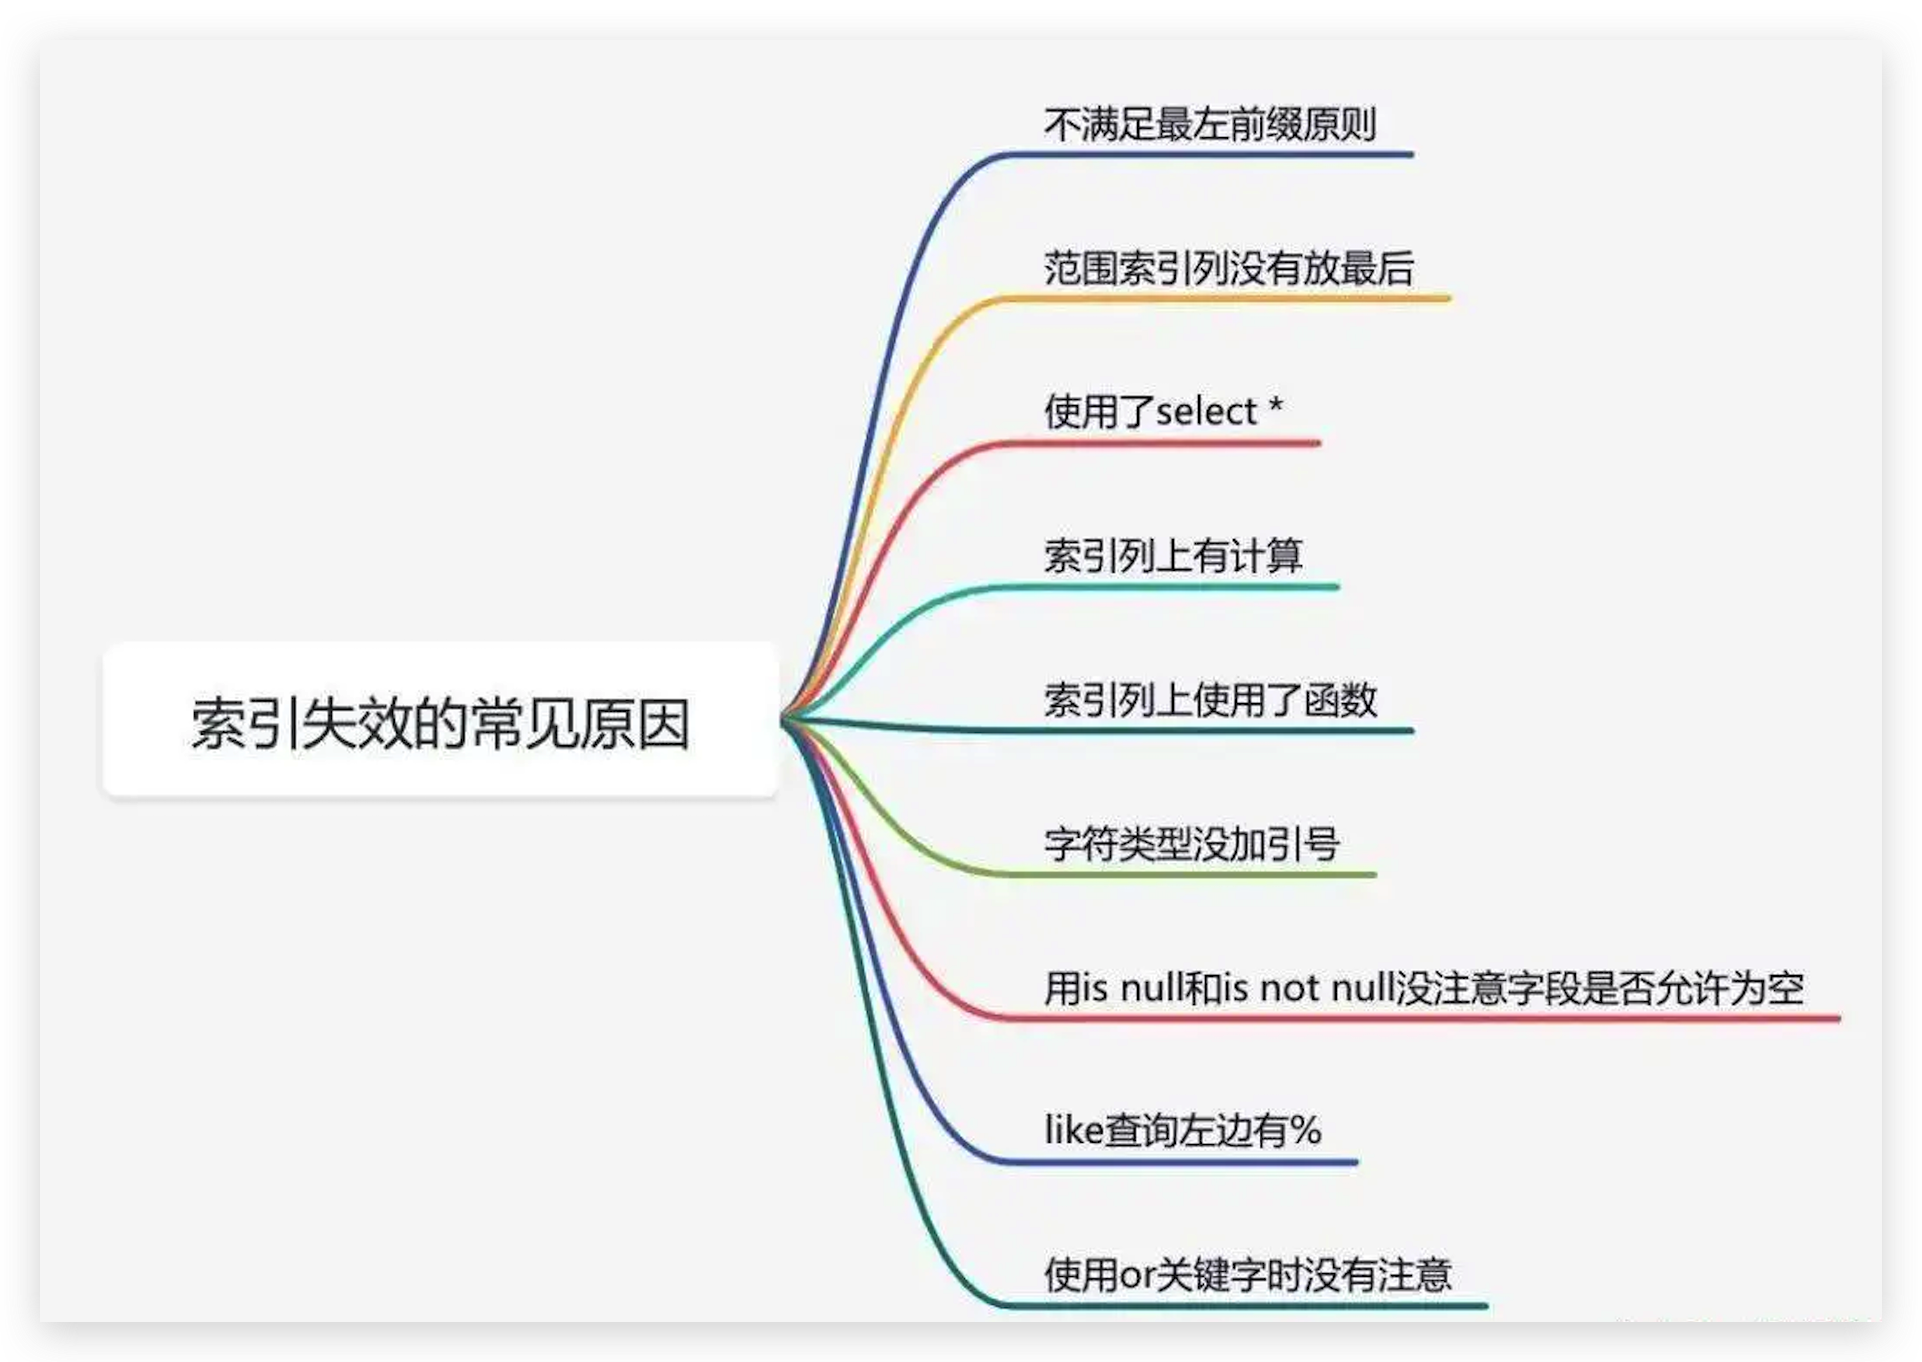 不满足最左前缀原则
范围索引列没有放最后
使用了select *
索引列上有计算
索引失效的常见原因
索引列上使用了函数
字符类型没加引号
用is null和is not null没注意字段是否允许为空
like查询左边有%
使用or关键字时没有注意